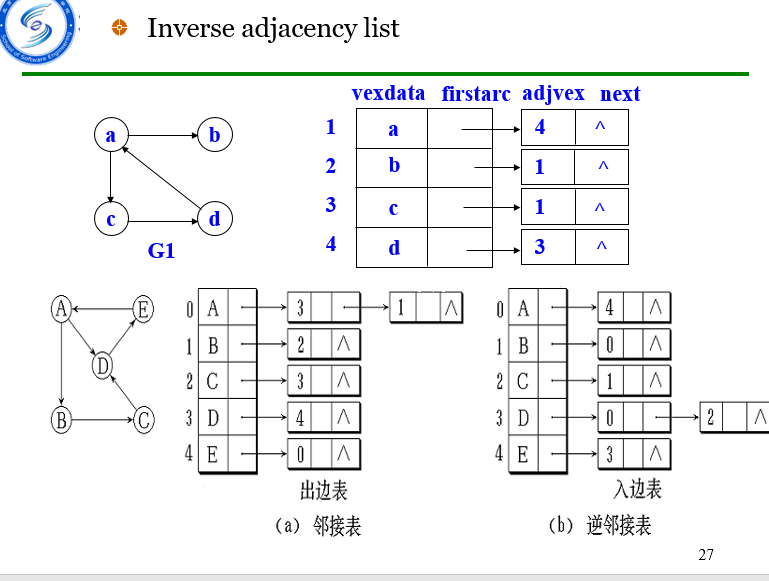 Inverse adjacency list
vexdata firstarc adjvex next
1 a 4 ^
2 b 1 ^
3 c 1 ^
4 d 3 ^
a b
c d
G1
A E
D
B C
0 A 3 1 ∧
1 B 2 ∧
2 C 3 ∧
3 D 4 ∧
4 E 0 ∧
出边表
(a) 邻接表
0 A 4 ∧
1 B 0 ∧
2 C 1 ∧
3 D 0 2 ∧
4 E 3 ∧
入边表
(b) 逆邻接表
27